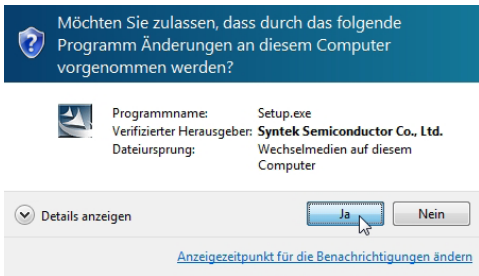 Möchten Sie zulassen, dass durch das folgende
Programm Änderungen an diesem Computer
vorgenommen werden?
Programmname: Setup.exe
Verifizierter Herausgeber: Syntek Semiconductor Co., Ltd.
Dateiursprung: Wechselmedien auf diesem
Computer
Details anzeigen Ja Nein
Anzeigezeitpunkt für die Benachrichtigungen ändern